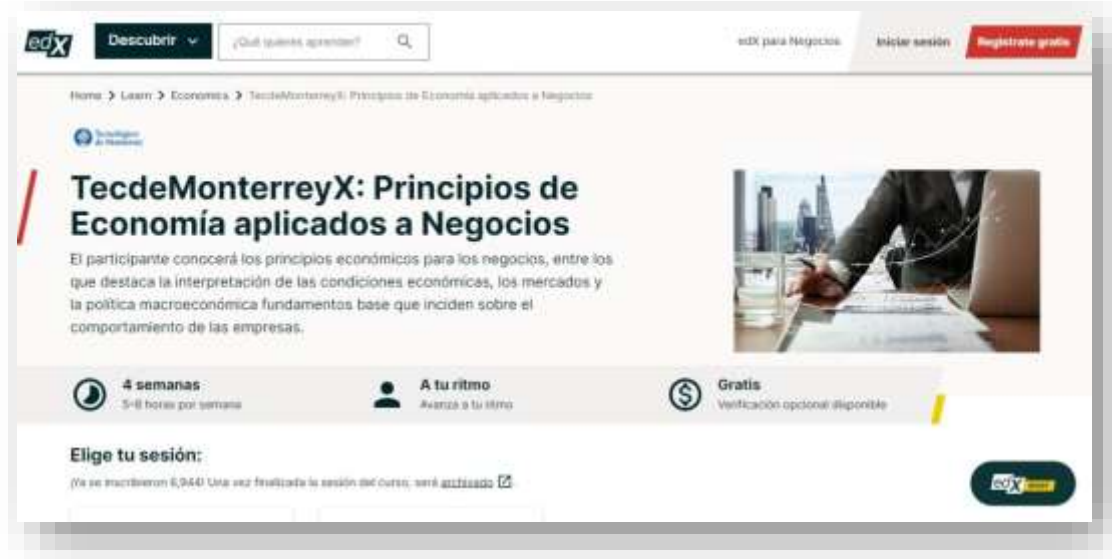 edX
Descubrir
¿Qué quieres aprender?
edX para Negocios
Iniciar sesión
Regístrate gratis
Home > Learn > Economics > TecdeMonterreyX: Principios de Economía aplicados a Negocios
Tecnológico
de Monterrey
TecdeMonterreyX: Principios de
Economía aplicados a Negocios
El participante conocerá los principios económicos para los negocios, entre los
que destaca la interpretación de las condiciones económicas, los mercados y
la política macroeconómica fundamentos base que inciden sobre el
comportamiento de las empresas.
4 semanas
5–8 horas por semana
A tu ritmo
Avanza a tu ritmo
Gratis
Verificación opcional disponible
Elige tu sesión:
¡Ya se inscribieron 6,944! Una vez finalizada la sesión del curso, será archivado
edX